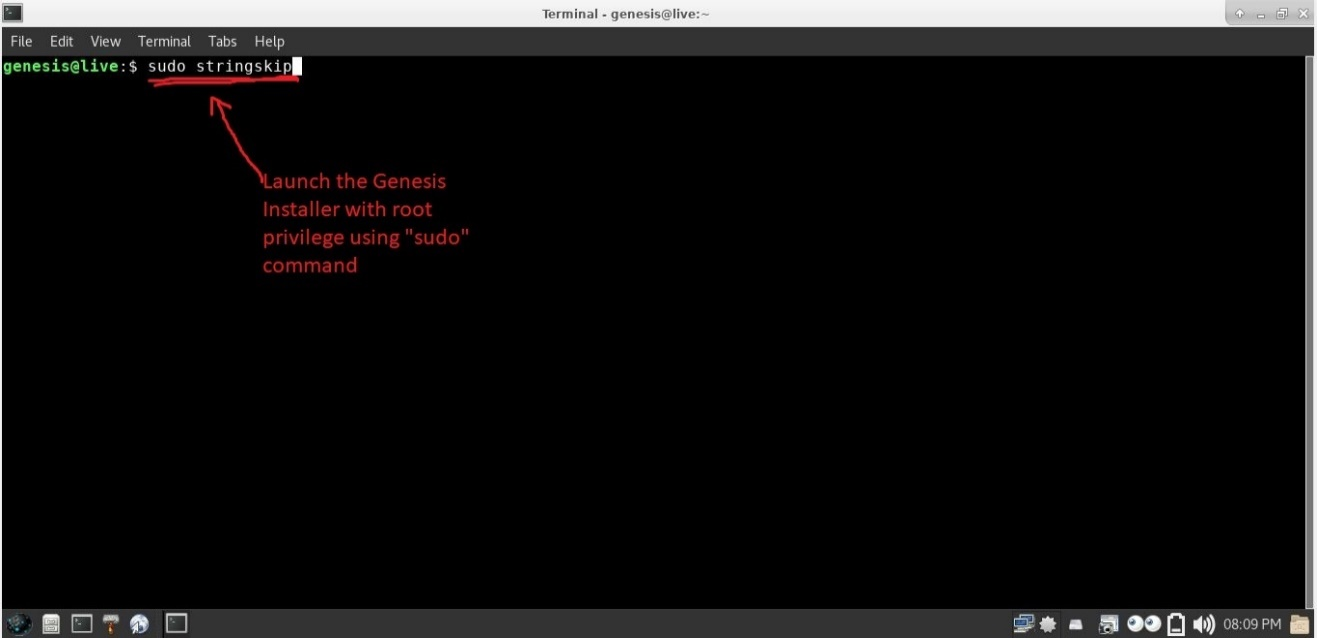 Terminal - genesis@live:~
File Edit View Terminal Tabs Help
genesis@live:$ sudo stringskip
Launch the Genesis
Installer with root
privilege using "sudo"
command
08:09 PM